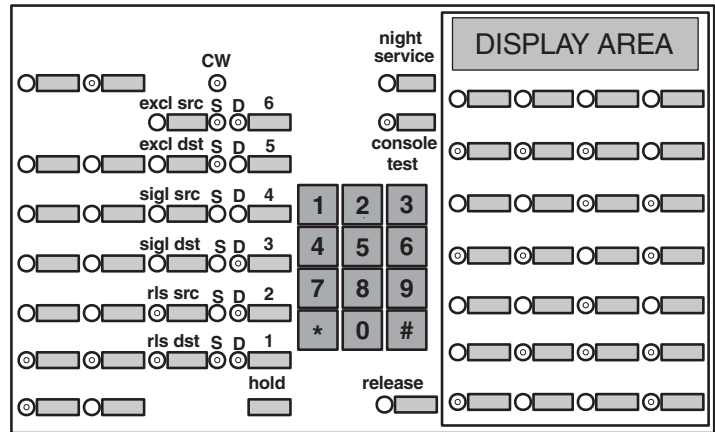 DISPLAY AREA
night
service
CW
excl src S D 6
console
test
excl dst S D 5
sigl src S D 4
1 2 3
sigl dst S D 3
4 5 6
rls src S D 2
7 8 9
rls dst S D 1
* 0 #
hold
release